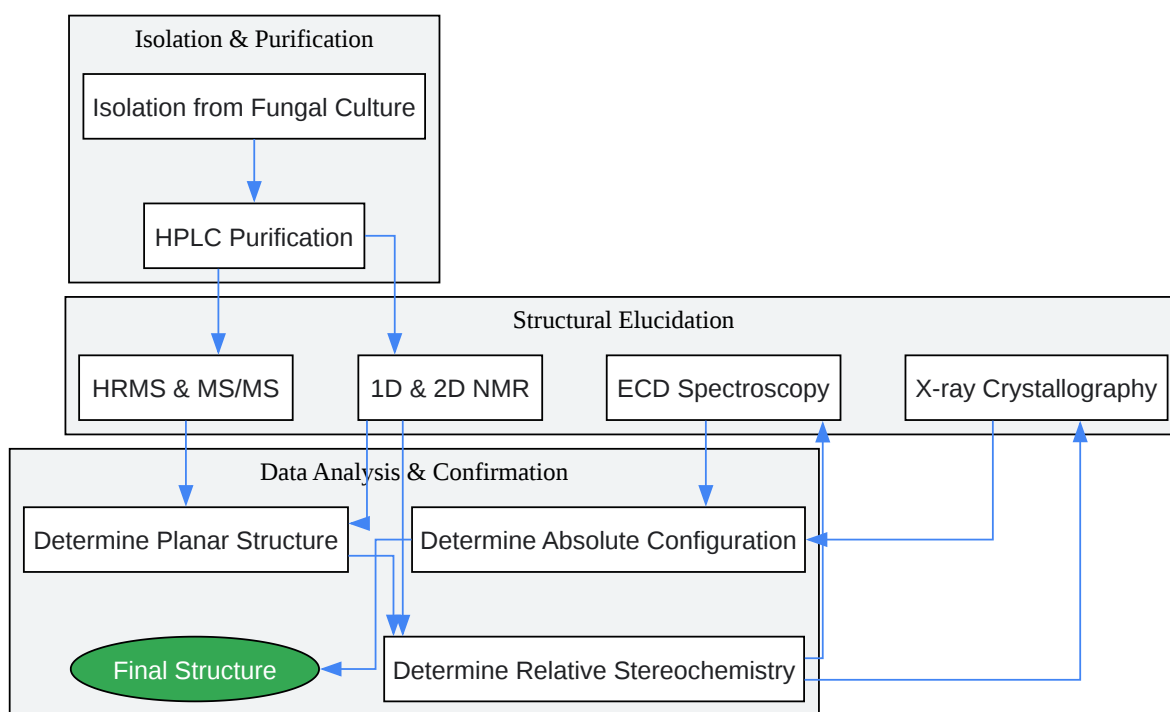 Isolation & Purification
Isolation from Fungal Culture
HPLC Purification
Structural Elucidation
HRMS & MS/MS
1D & 2D NMR
ECD Spectroscopy
X-ray Crystallography
Data Analysis & Confirmation
Determine Planar Structure
Determine Absolute Configuration
Final Structure
Determine Relative Stereochemistry